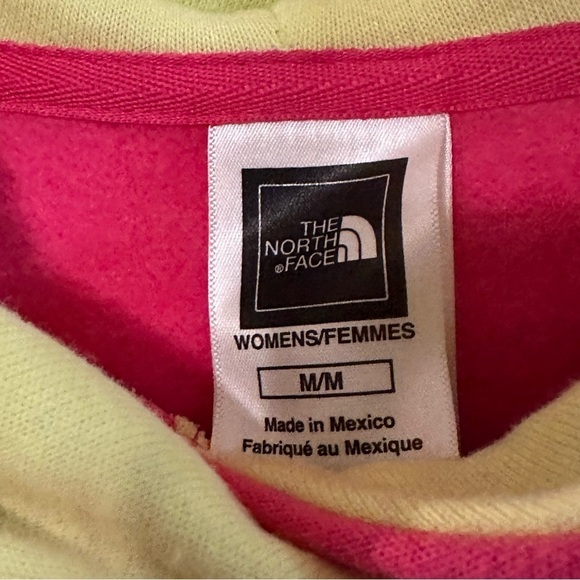 THE
NORTH
®FACE
WOMENS/FEMMES
M/M
Made in Mexico
Fabriqué au Mexique